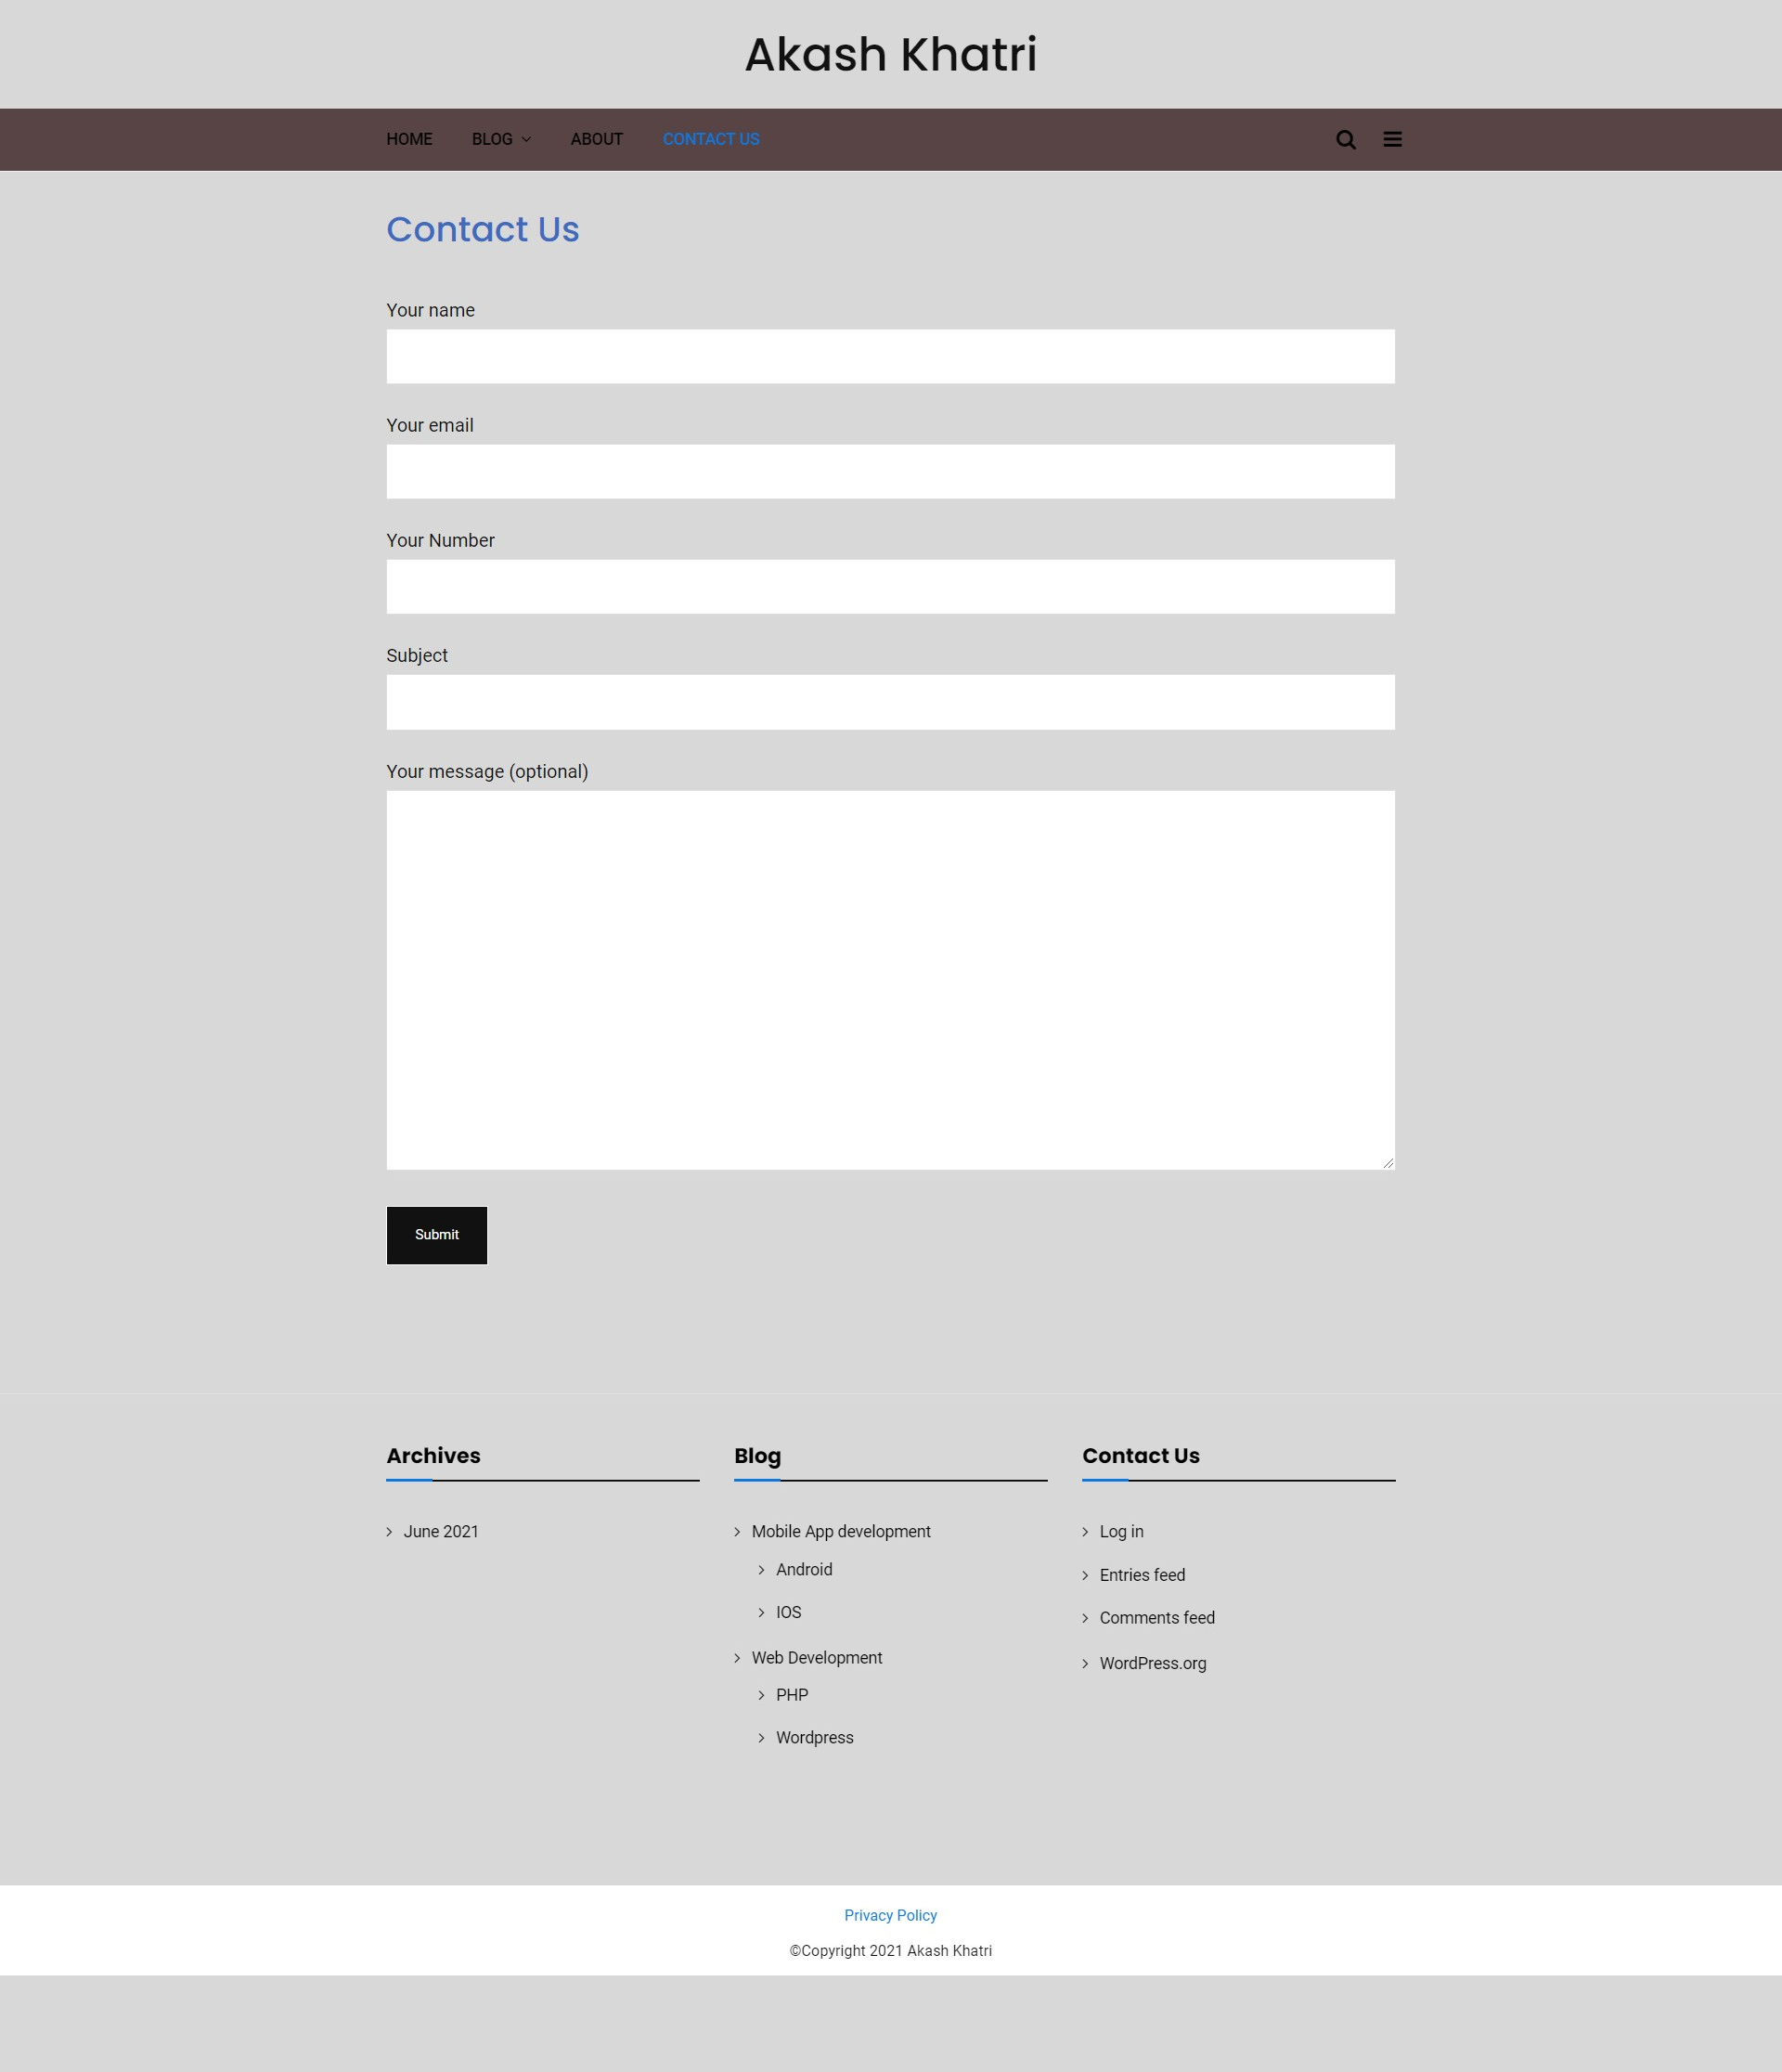 Akash Khatri
HOME BLOG ABOUT CONTACT US
Contact Us
Your name
Your email
Your Number
Subject
Your message (optional)
Submit
Archives
June 2021
Blog
Mobile App development
Android
IOS
Web Development
PHP
Wordpress
Contact Us
Log in
Entries feed
Comments feed
WordPress.org
Privacy Policy
©Copyright 2021 Akash Khatri